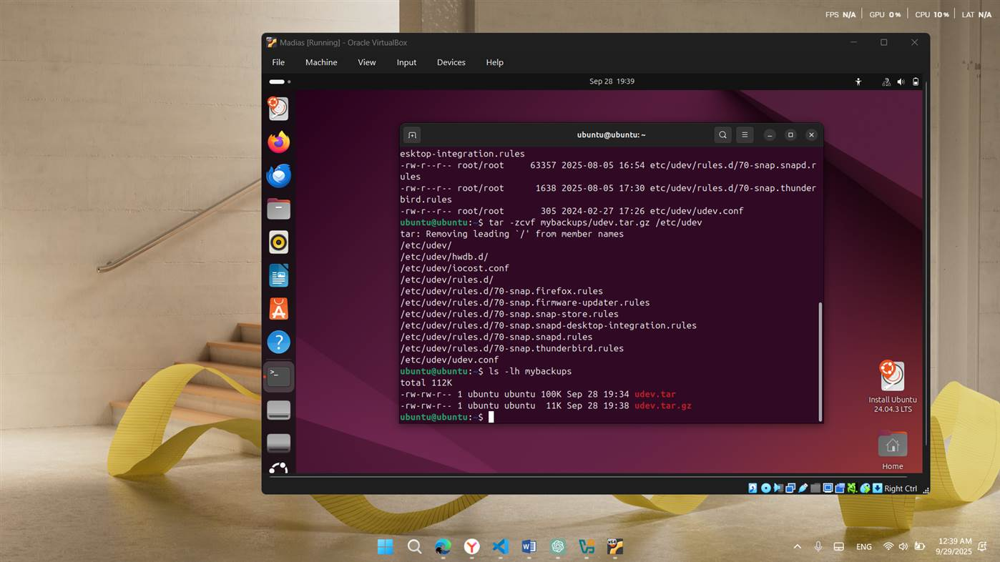 FPS N/A GPU 0% CPU 10% LAT N/A
Madias [Running] - Oracle VirtualBox
File Machine View Input Devices Help
Sep 28 19:39
ubuntu@ubuntu: ~
esktop-integration.rules
-rw-r--r-- root/root     63357 2025-08-05 16:54 etc/udev/rules.d/70-snap.snapd.r
ules
-rw-r--r-- root/root      1638 2025-08-05 17:30 etc/udev/rules.d/70-snap.thunder
bird.rules
-rw-r--r-- root/root       305 2024-02-27 17:26 etc/udev/udev.conf
ubuntu@ubuntu:~$ tar -zcvf mybackups/udev.tar.gz /etc/udev
tar: Removing leading `/' from member names
/etc/udev/
/etc/udev/hwdb.d/
/etc/udev/iocost.conf
/etc/udev/rules.d/
/etc/udev/rules.d/70-snap.firefox.rules
/etc/udev/rules.d/70-snap.firmware-updater.rules
/etc/udev/rules.d/70-snap.snap-store.rules
/etc/udev/rules.d/70-snap.snapd-desktop-integration.rules
/etc/udev/rules.d/70-snap.snapd.rules
/etc/udev/rules.d/70-snap.thunderbird.rules
/etc/udev/udev.conf
ubuntu@ubuntu:~$ ls -lh mybackups
total 112K
-rw-rw-r-- 1 ubuntu ubuntu 100K Sep 28 19:34 udev.tar
-rw-rw-r-- 1 ubuntu ubuntu  11K Sep 28 19:38 udev.tar.gz
ubuntu@ubuntu:~$
Install Ubuntu
24.04.3 LTS
Home
Right Ctrl
ENG
12:39 AM
9/29/2025